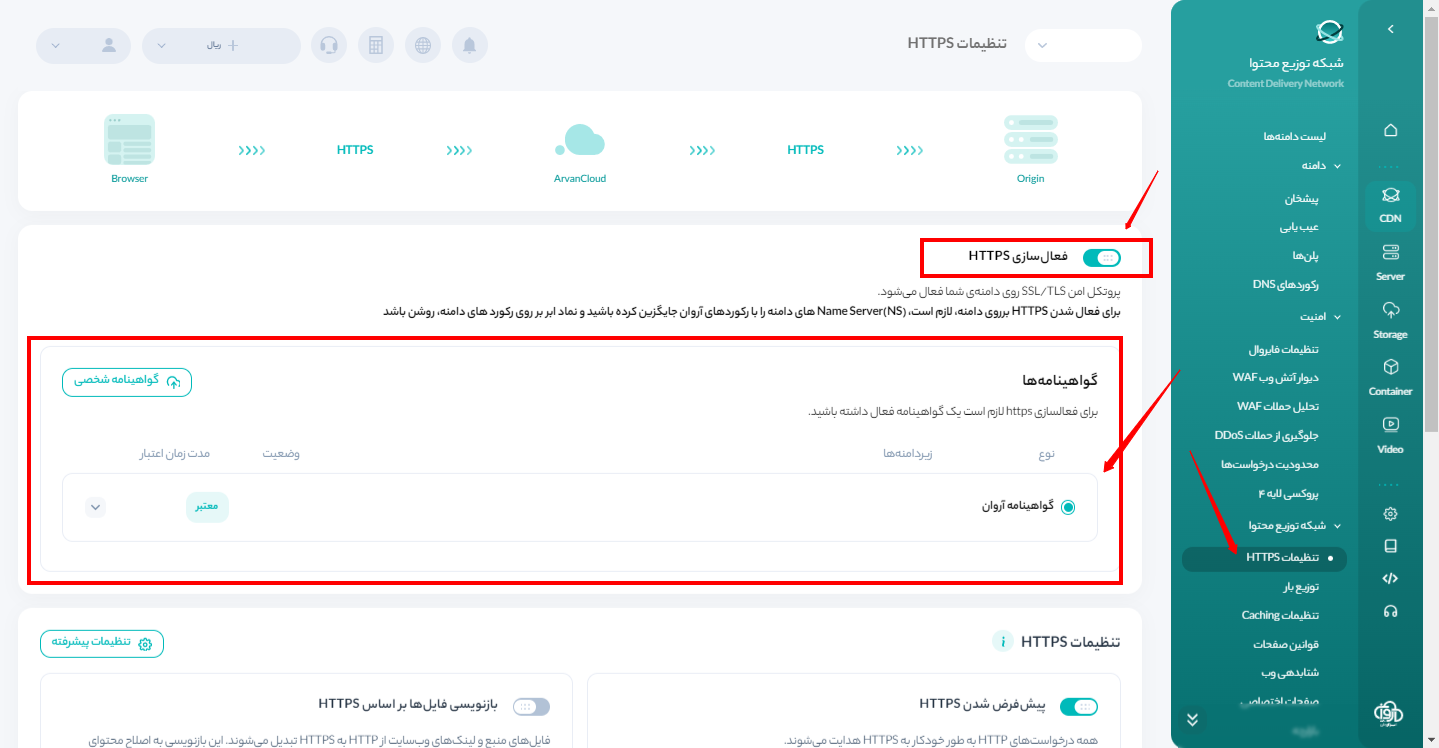 شبکه توزیع محتوا
Content Delivery Network
لیست دامنه‌ها
دامنه
پیشخان
عیب یابی
پلن‌ها
رکوردهای DNS
امنیت
تنظیمات فایروال
دیوار آتش وب WAF
تحلیل حملات WAF
جلوگیری از حملات DDoS
محدودیت درخواست‌ها
پروکسی لایه ۴
شبکه توزیع محتوا
تنظیمات HTTPS
توزیع بار
تنظیمات Caching
قوانین صفحات
شتابدهی وب
صفحات اختصاصی
CDN
Server
Storage
Container
Video
تنظیمات HTTPS
ریال
Browser
HTTPS
ArvanCloud
HTTPS
Origin
فعال‌سازی HTTPS
پروتکل امن SSL/TLS روی دامنه‌ی شما فعال می‌شود.
برای فعال شدن HTTPS برروی دامنه، لازم است، Name Server(NS) های دامنه را با رکوردهای آروان جایگزین کرده باشید و نماد ابر بر روی رکورد های دامنه، روشن باشد
گواهینامه‌ها
گواهینامه شخصی
برای فعالسازی https لازم است یک گواهینامه فعال داشته باشید.
نوع زیردامنه‌ها وضعیت مدت زمان اعتبار
گواهینامه آروان معتبر
تنظیمات HTTPS
تنظیمات پیشرفته
پیش‌فرض شدن HTTPS
همه درخواست‌های HTTP به طور خودکار به HTTPS هدایت می‌شوند.
بازنویسی فایل‌ها بر اساس HTTPS
فایل‌های منبع و لینک‌های وب‌سایت از HTTP به HTTPS تبدیل می‌شوند. این بازنویسی به اصلاح محتوای